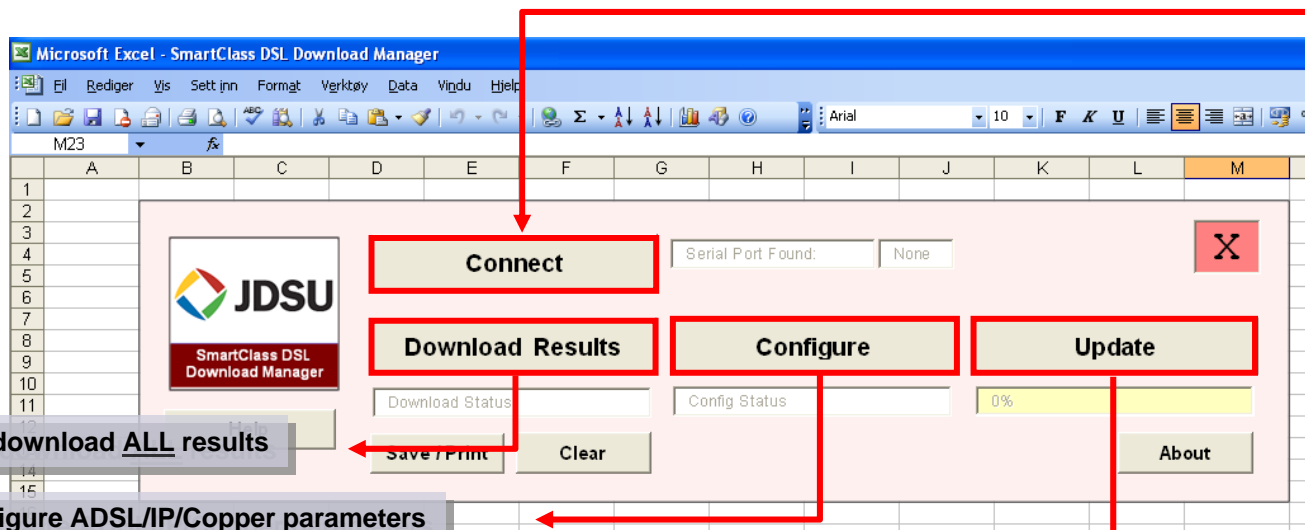 Microsoft Excel - SmartClass DSL Download Manager
Fil Rediger Vis Sett inn Format Verktøy Data Vindu Hjelp
Arial 10 F K U
M23 fx
A B C D E F G H I J K L M
1
2
3
4
5
6
7
8
9
10
11
12
14
15
Connect
Serial Port Found: None
X
JDSU
SmartClass DSL
Download Manager
Download Results
Configure
Update
Download Status
Config Status
0%
Help
Save / Print
Clear
About
download ALL results
igure ADSL/IP/Copper parameters